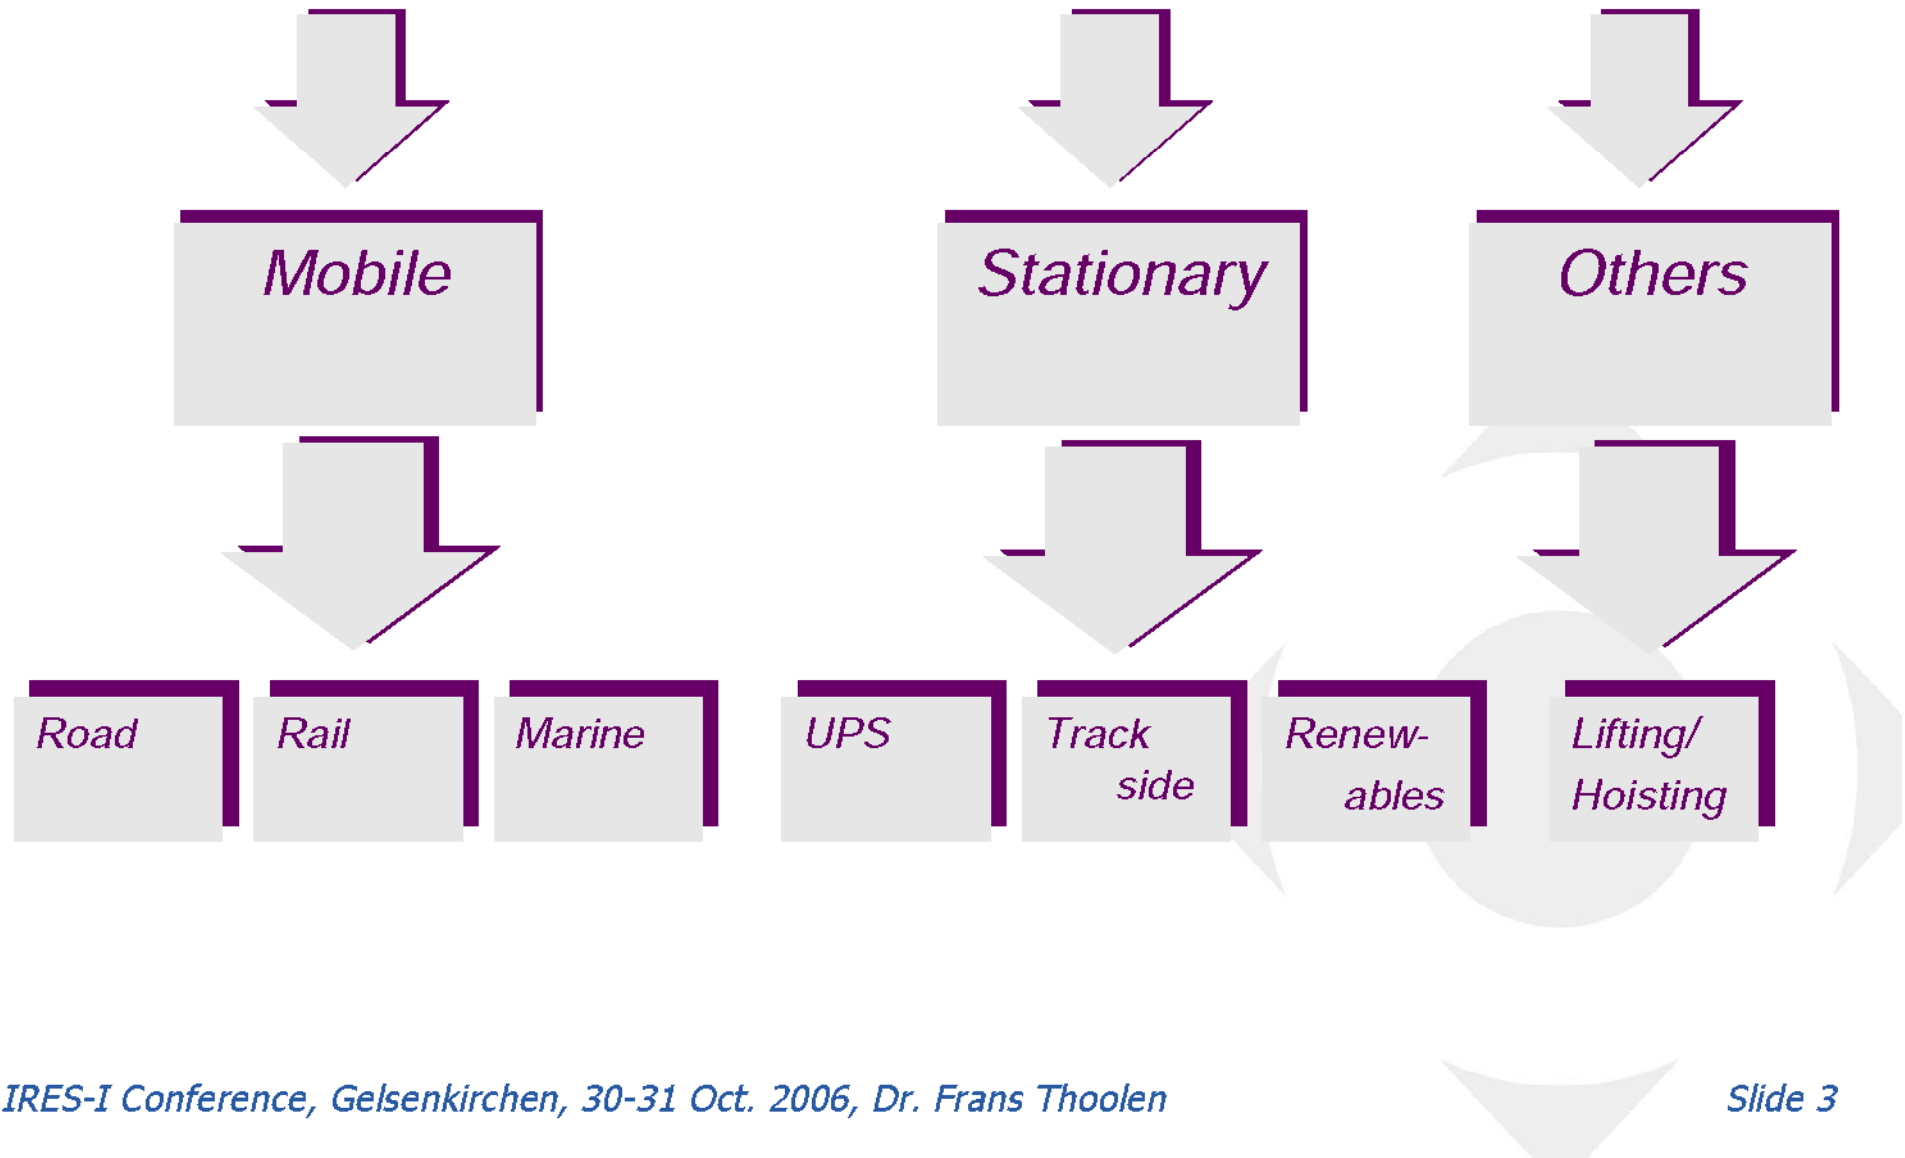 Mobile
Stationary
Others
Road
Rail
Marine
UPS
Track
side
Renew-
ables
Lifting/
Hoisting
IRES-I Conference, Gelsenkirchen, 30-31 Oct. 2006, Dr. Frans Thoolen
Slide 3